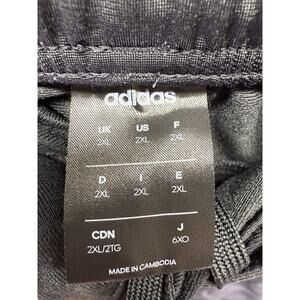 adidas
UK US F
2XL 2XL 2XL
D I E
2XL 2XL 2XL
CDN J
2XL/2TG 6XO
MADE IN CAMBODIA